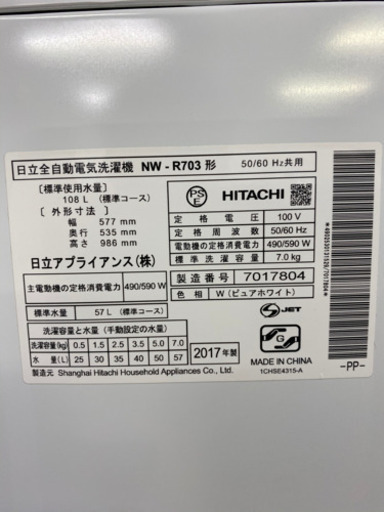 日立全自動電気洗濯機 NW-R703 形 50/60 Hz共用
〔標準使用水量〕
108 L (標準コース)
〔外形寸法〕
幅 577 mm
奥行 535 mm
高さ 986 mm
日立アプライアンス(株)
主電動機の定格消費電力 490/590 W
PS
E
HITACHI
定格電圧 100 V
定格周波数 50/60 Hz
電動機の定格消費電力 490/590 W
標準洗濯容量 7.0 kg
製造番号 7017804
色相 W(ピュアホワイト)
標準水量 57 L (標準コース)
洗濯容量と水量(手動設定の水量)
洗濯容量(kg) 0.5 1.5 2.5 3.5 5.0 7.0
水量(L) 25 30 35 40 50 57
2017年製
S-JET
MADE IN CHINA
製造元 Shanghai Hitachi Household Appliances Co., Ltd.
1CHSE4315-A
-PP-